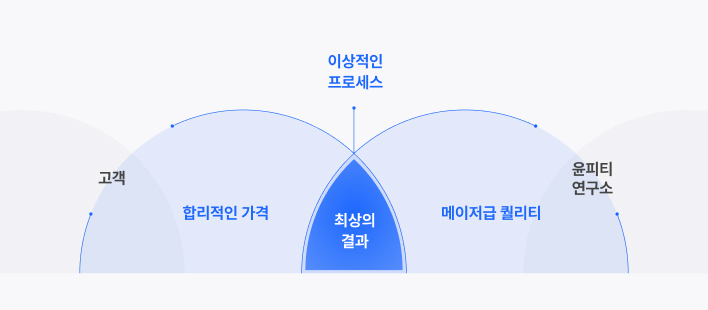 이상적인
프로세스
고객
합리적인 가격
최상의
결과
메이저급 퀄리티
윤피티
연구소